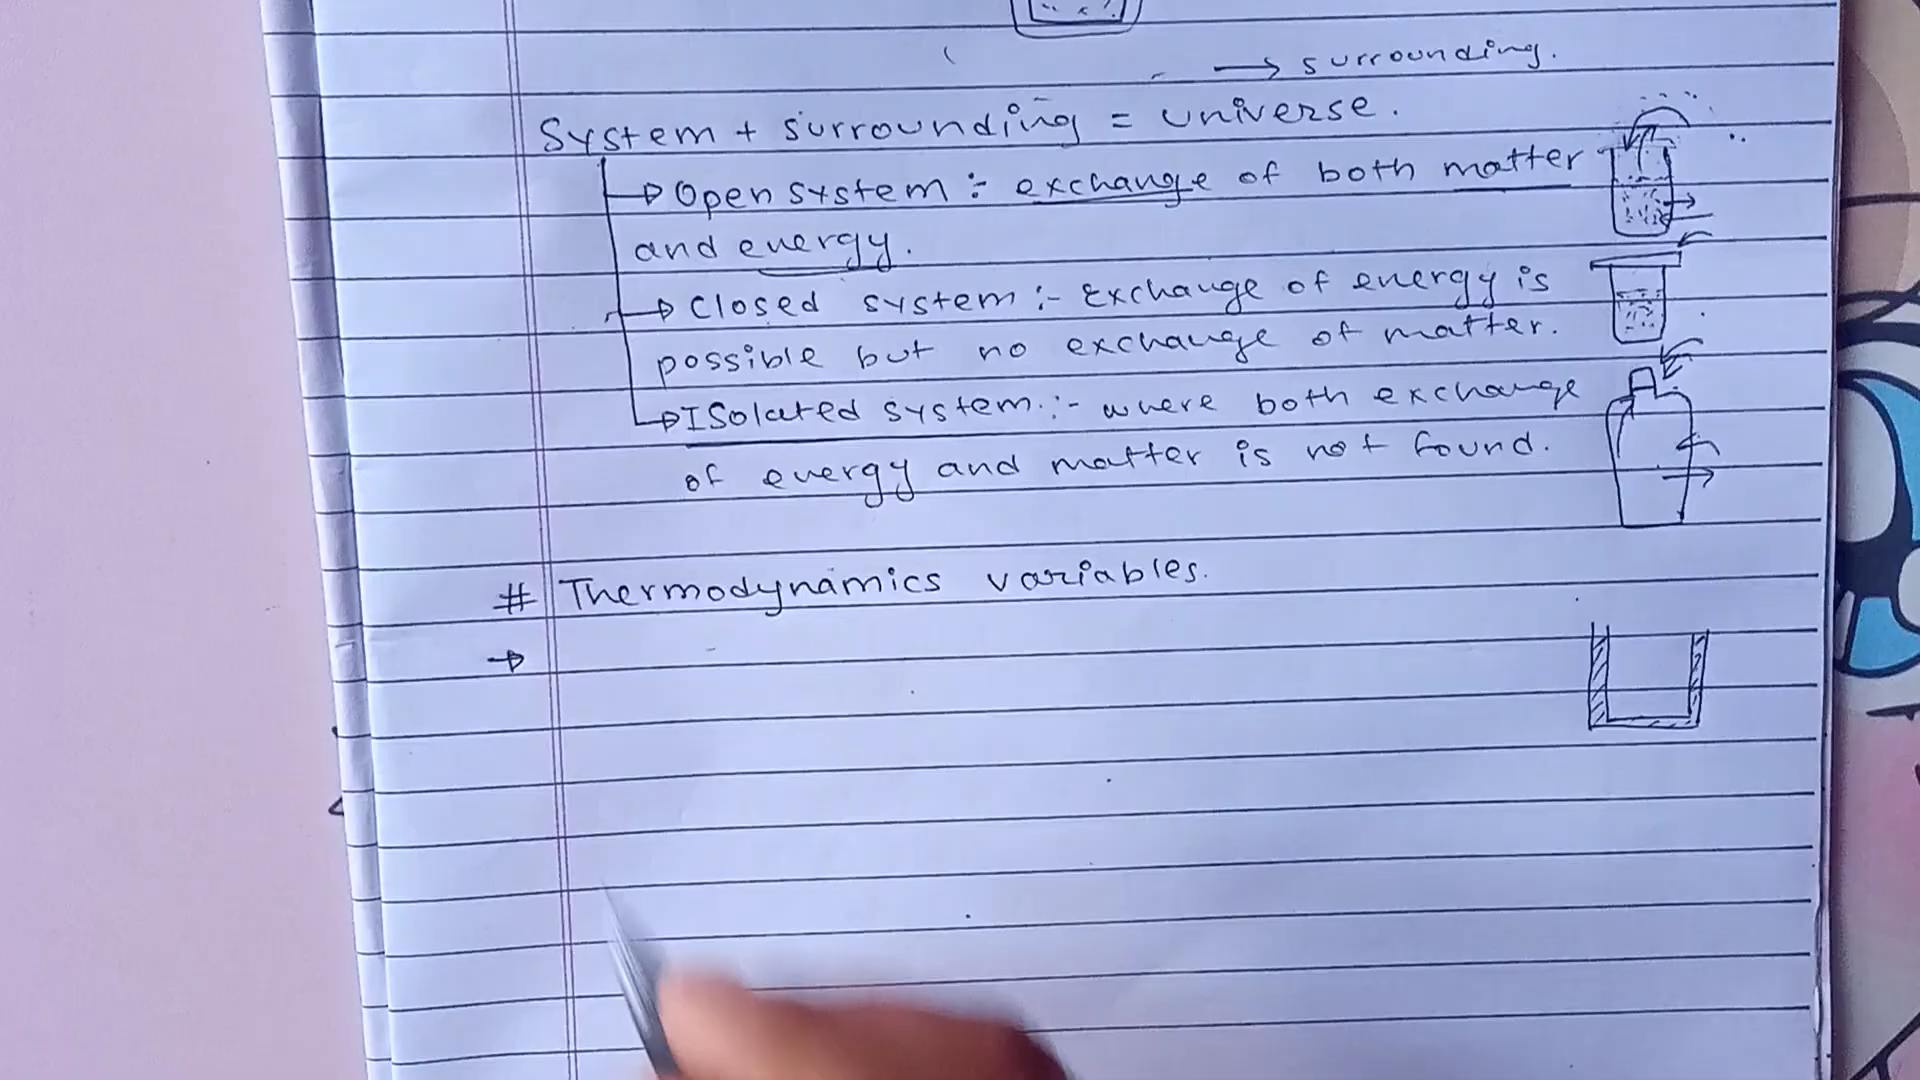 → surrounding.
System + surrounding = universe.
→ Open system :- exchange of both matter
and energy.
→ Closed system :- Exchange of energy is
possible but no exchange of matter.
→ ISolated system :- where both exchange
of energy and matter is not found.
# Thermodynamics variables.
→